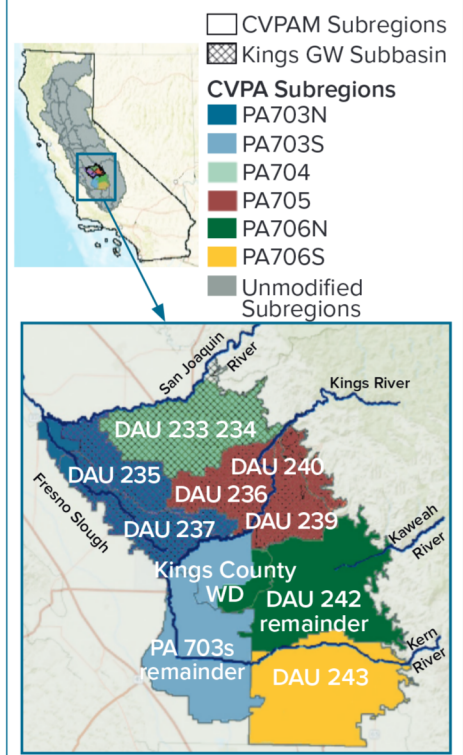 CVPAM Subregions
Kings GW Subbasin
CVPA Subregions
PA703N
PA703S
PA704
PA705
PA706N
PA706S
Unmodified
Subregions
San Joaquin
River
Kings River
DAU 233 234
DAU 235
DAU 240
DAU 236
Fresno Slough
DAU 237
DAU 239
Kaweah
River
Kings County
WD
DAU 242
remainder
Kern
River
PA 703s
remainder
DAU 243